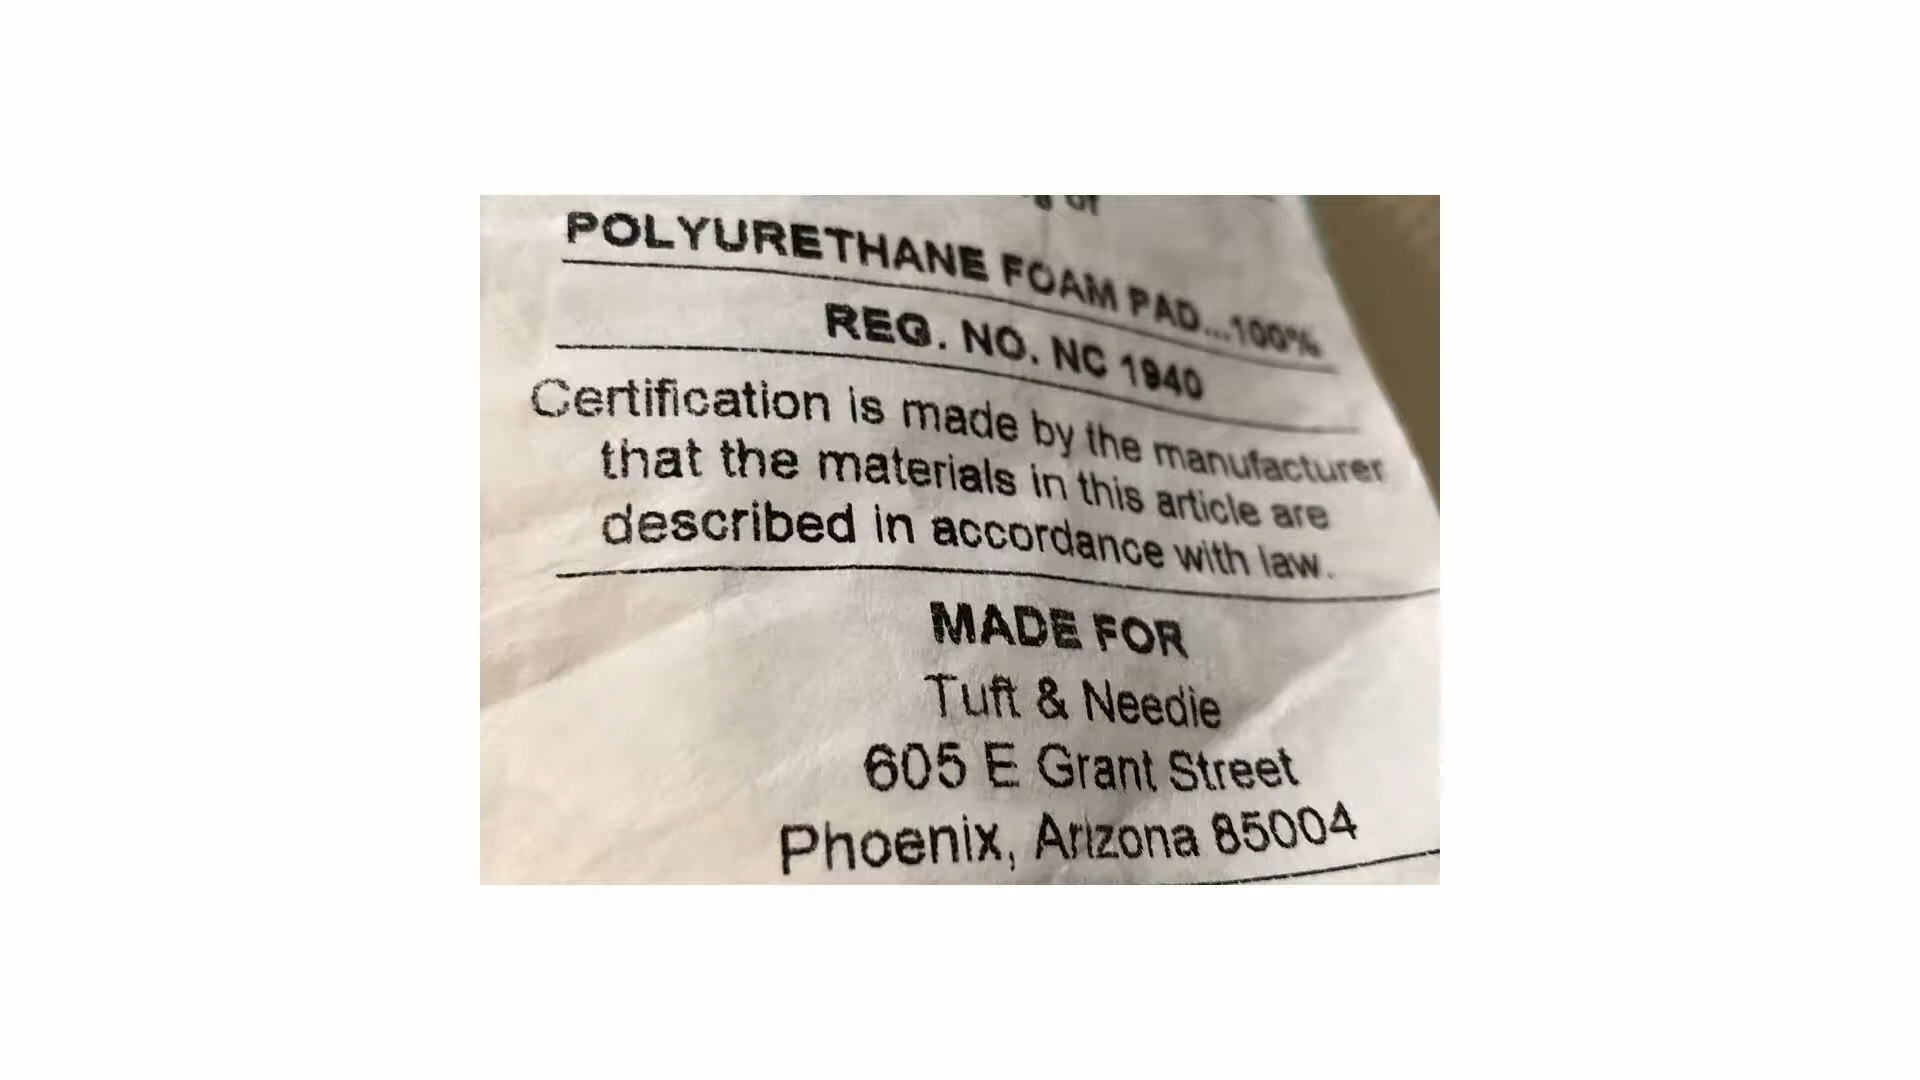 of
POLYURETHANE FOAM PAD...100%
REG. NO. NC 1940
Certification is made by the manufacturer
that the materials in this article are
described in accordance with law.
MADE FOR
Tuft & Needle
605 E Grant Street
Phoenix, Arizona 85004